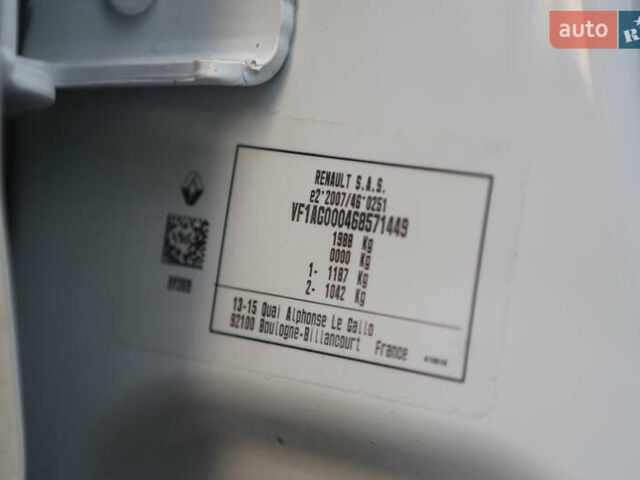 auto
R
RENAULT S.A.S.
e2*2007/46*0251
VF1AG000468571449
1988 Kg
0000 Kg
1- 1187 Kg
2- 1042 Kg
13-15 Quai Alphonse Le Gallo
92100 Boulogne-Billancourt France